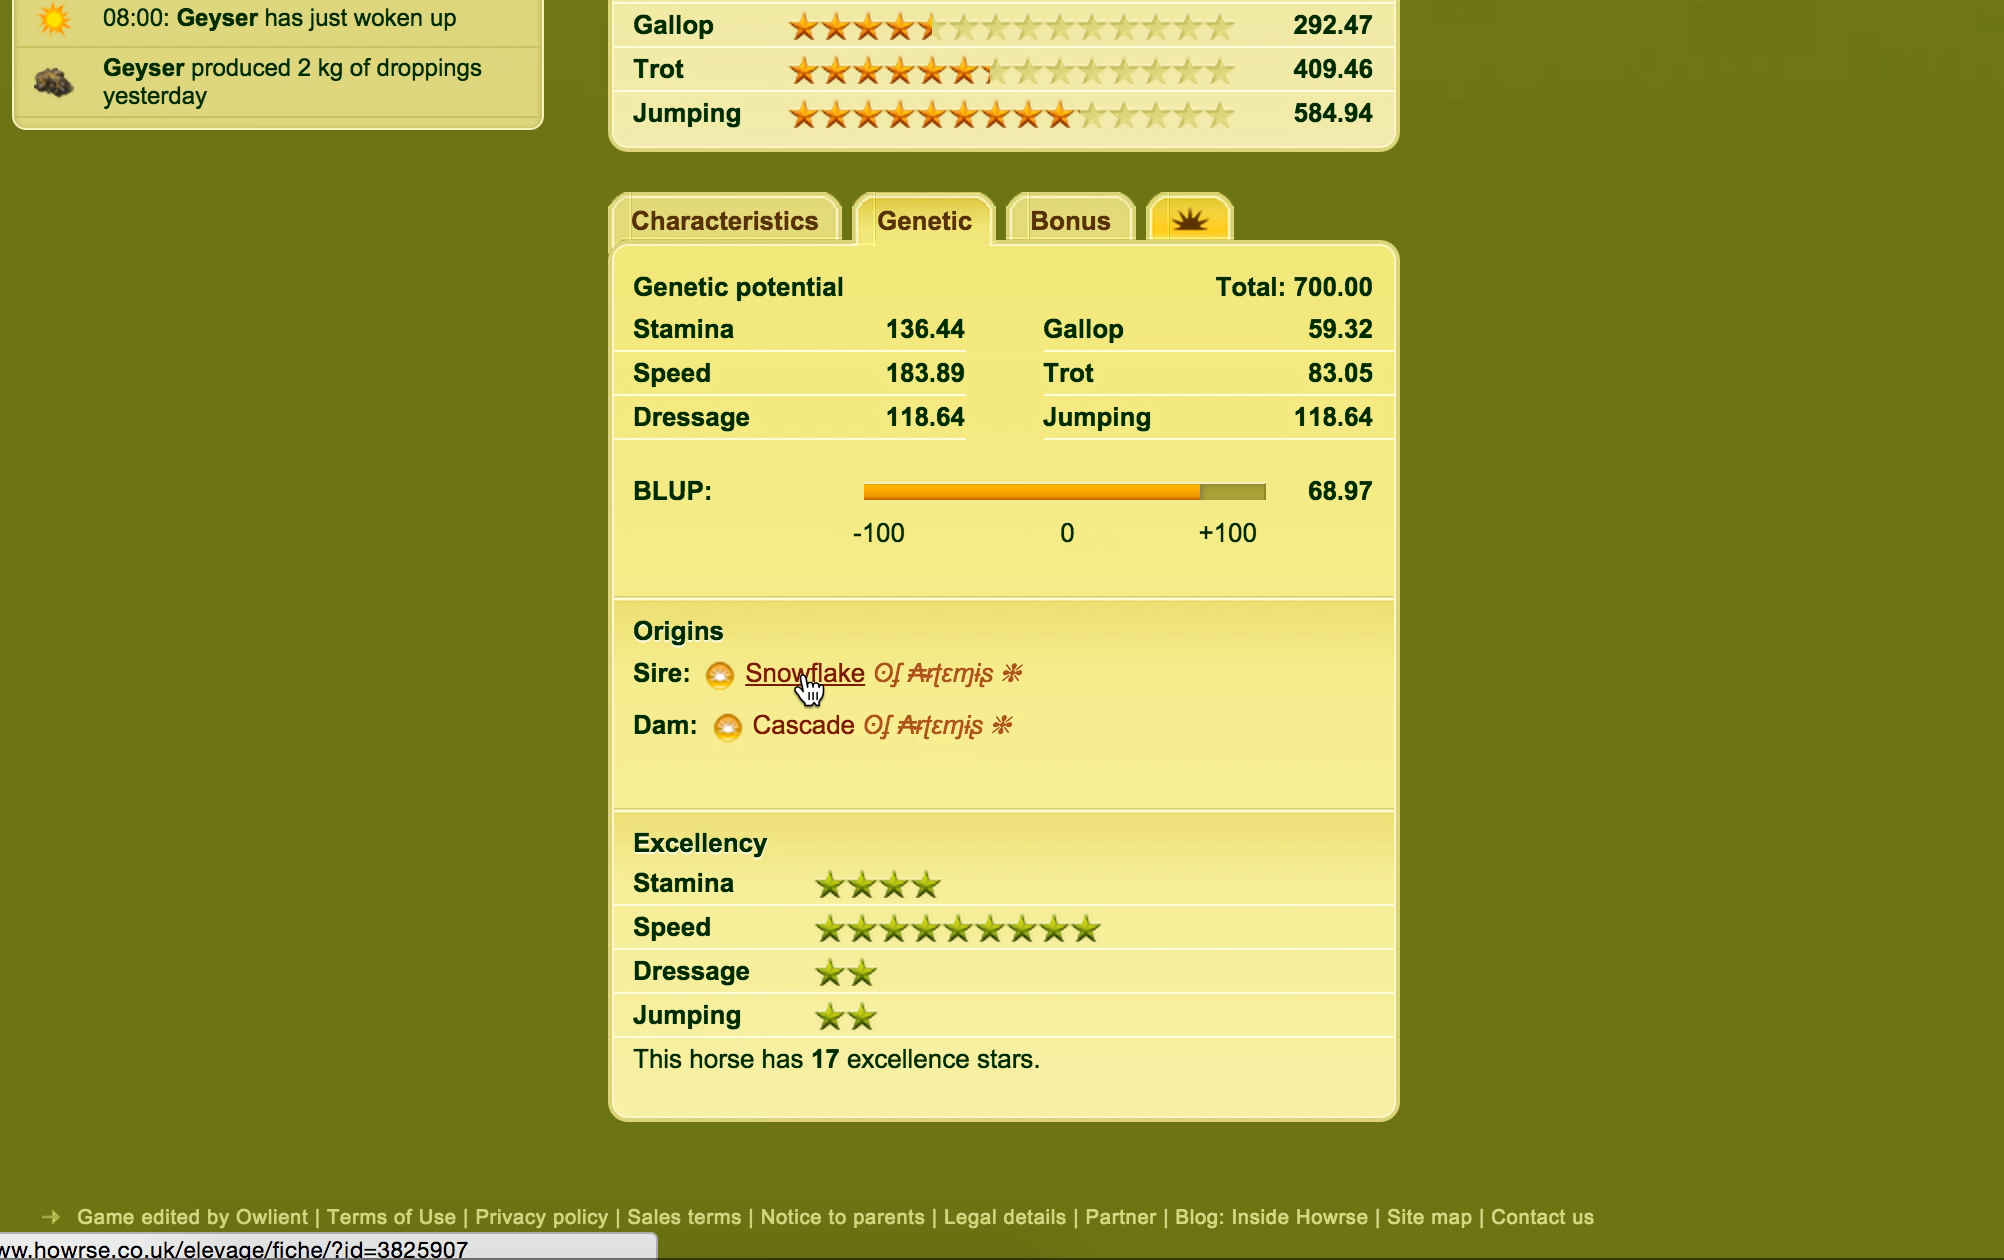 08:00: Geyser has just woken up
Geyser produced 2 kg of droppings
yesterday
Gallop 292.47
Trot 409.46
Jumping 584.94
Characteristics Genetic Bonus
Genetic potential Total: 700.00
Stamina 136.44 Gallop 59.32
Speed 183.89 Trot 83.05
Dressage 118.64 Jumping 118.64
BLUP: 68.97
-100 0 +100
Origins
Sire: Snowflake
Dam: Cascade
Excellency
Stamina
Speed
Dressage
Jumping
This horse has 17 excellence stars.
Game edited by Owlient | Terms of Use | Privacy policy | Sales terms | Notice to parents | Legal details | Partner | Blog: Inside Howrse | Site map | Contact us
ww.howrse.co.uk/elevage/fiche/?id=3825907